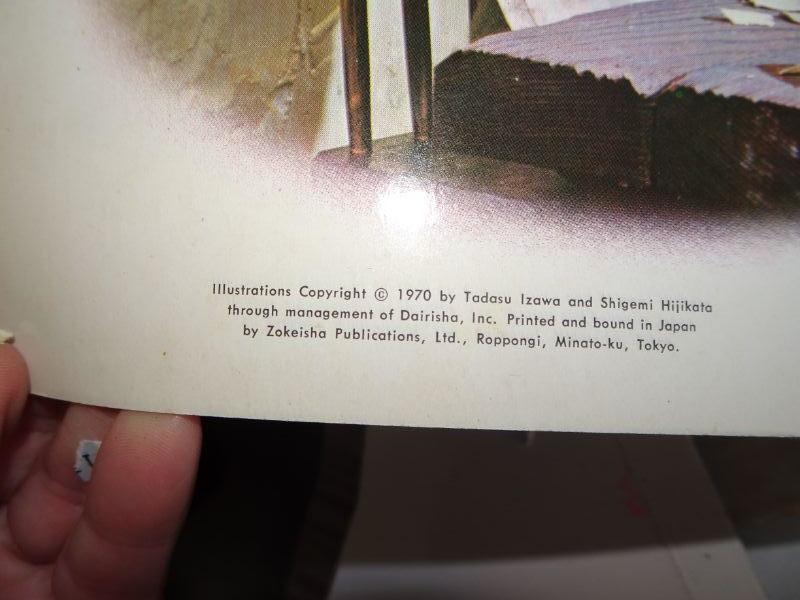 Illustrations Copyright © 1970 by Tadasu Izawa and Shigemi Hijikata
through management of Dairisha, Inc. Printed and bound in Japan
by Zokeisha Publications, Ltd., Roppongi, Minato-ku, Tokyo.